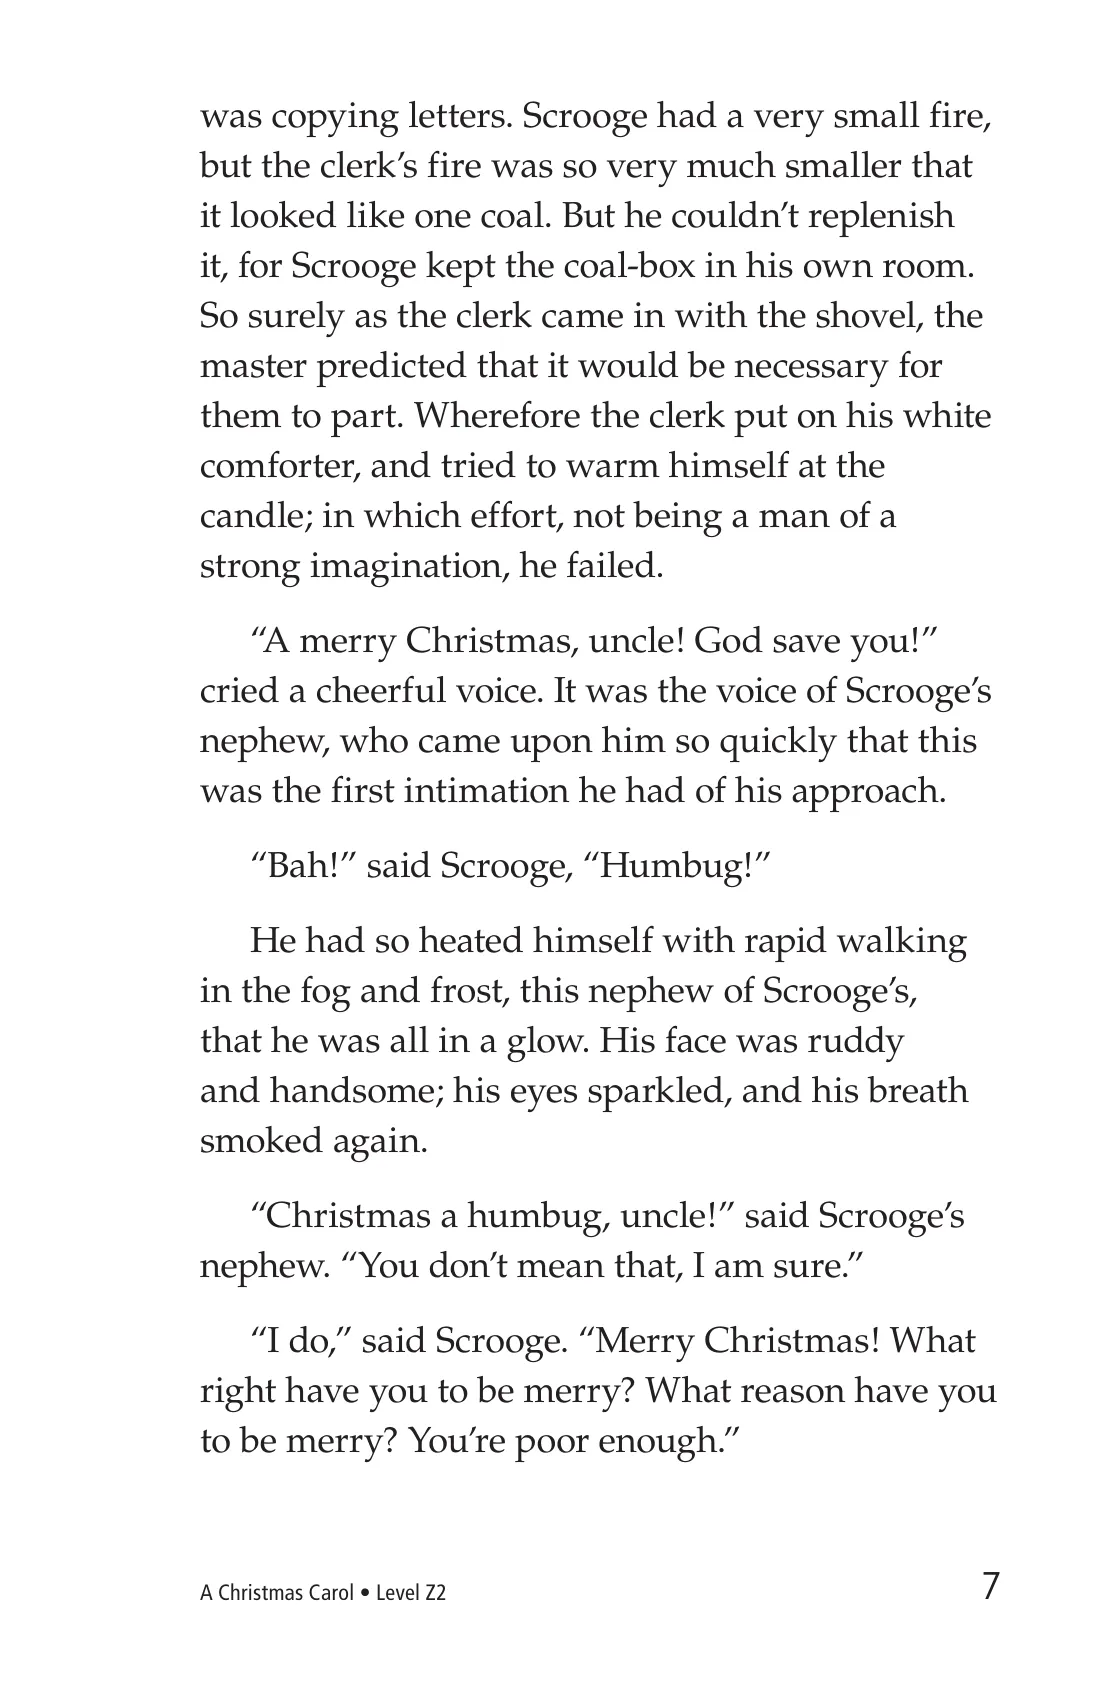 was copying letters. Scrooge had a very small fire,
but the clerk’s fire was so very much smaller that
it looked like one coal. But he couldn’t replenish
it, for Scrooge kept the coal-box in his own room.
So surely as the clerk came in with the shovel, the
master predicted that it would be necessary for
them to part. Wherefore the clerk put on his white
comforter, and tried to warm himself at the
candle; in which effort, not being a man of a
strong imagination, he failed.
“A merry Christmas, uncle! God save you!”
cried a cheerful voice. It was the voice of Scrooge’s
nephew, who came upon him so quickly that this
was the first intimation he had of his approach.
“Bah!” said Scrooge, “Humbug!”
He had so heated himself with rapid walking
in the fog and frost, this nephew of Scrooge’s,
that he was all in a glow. His face was ruddy
and handsome; his eyes sparkled, and his breath
smoked again.
“Christmas a humbug, uncle!” said Scrooge’s
nephew. “You don’t mean that, I am sure.”
“I do,” said Scrooge. “Merry Christmas! What
right have you to be merry? What reason have you
to be merry? You’re poor enough.”
A Christmas Carol • Level Z2
7